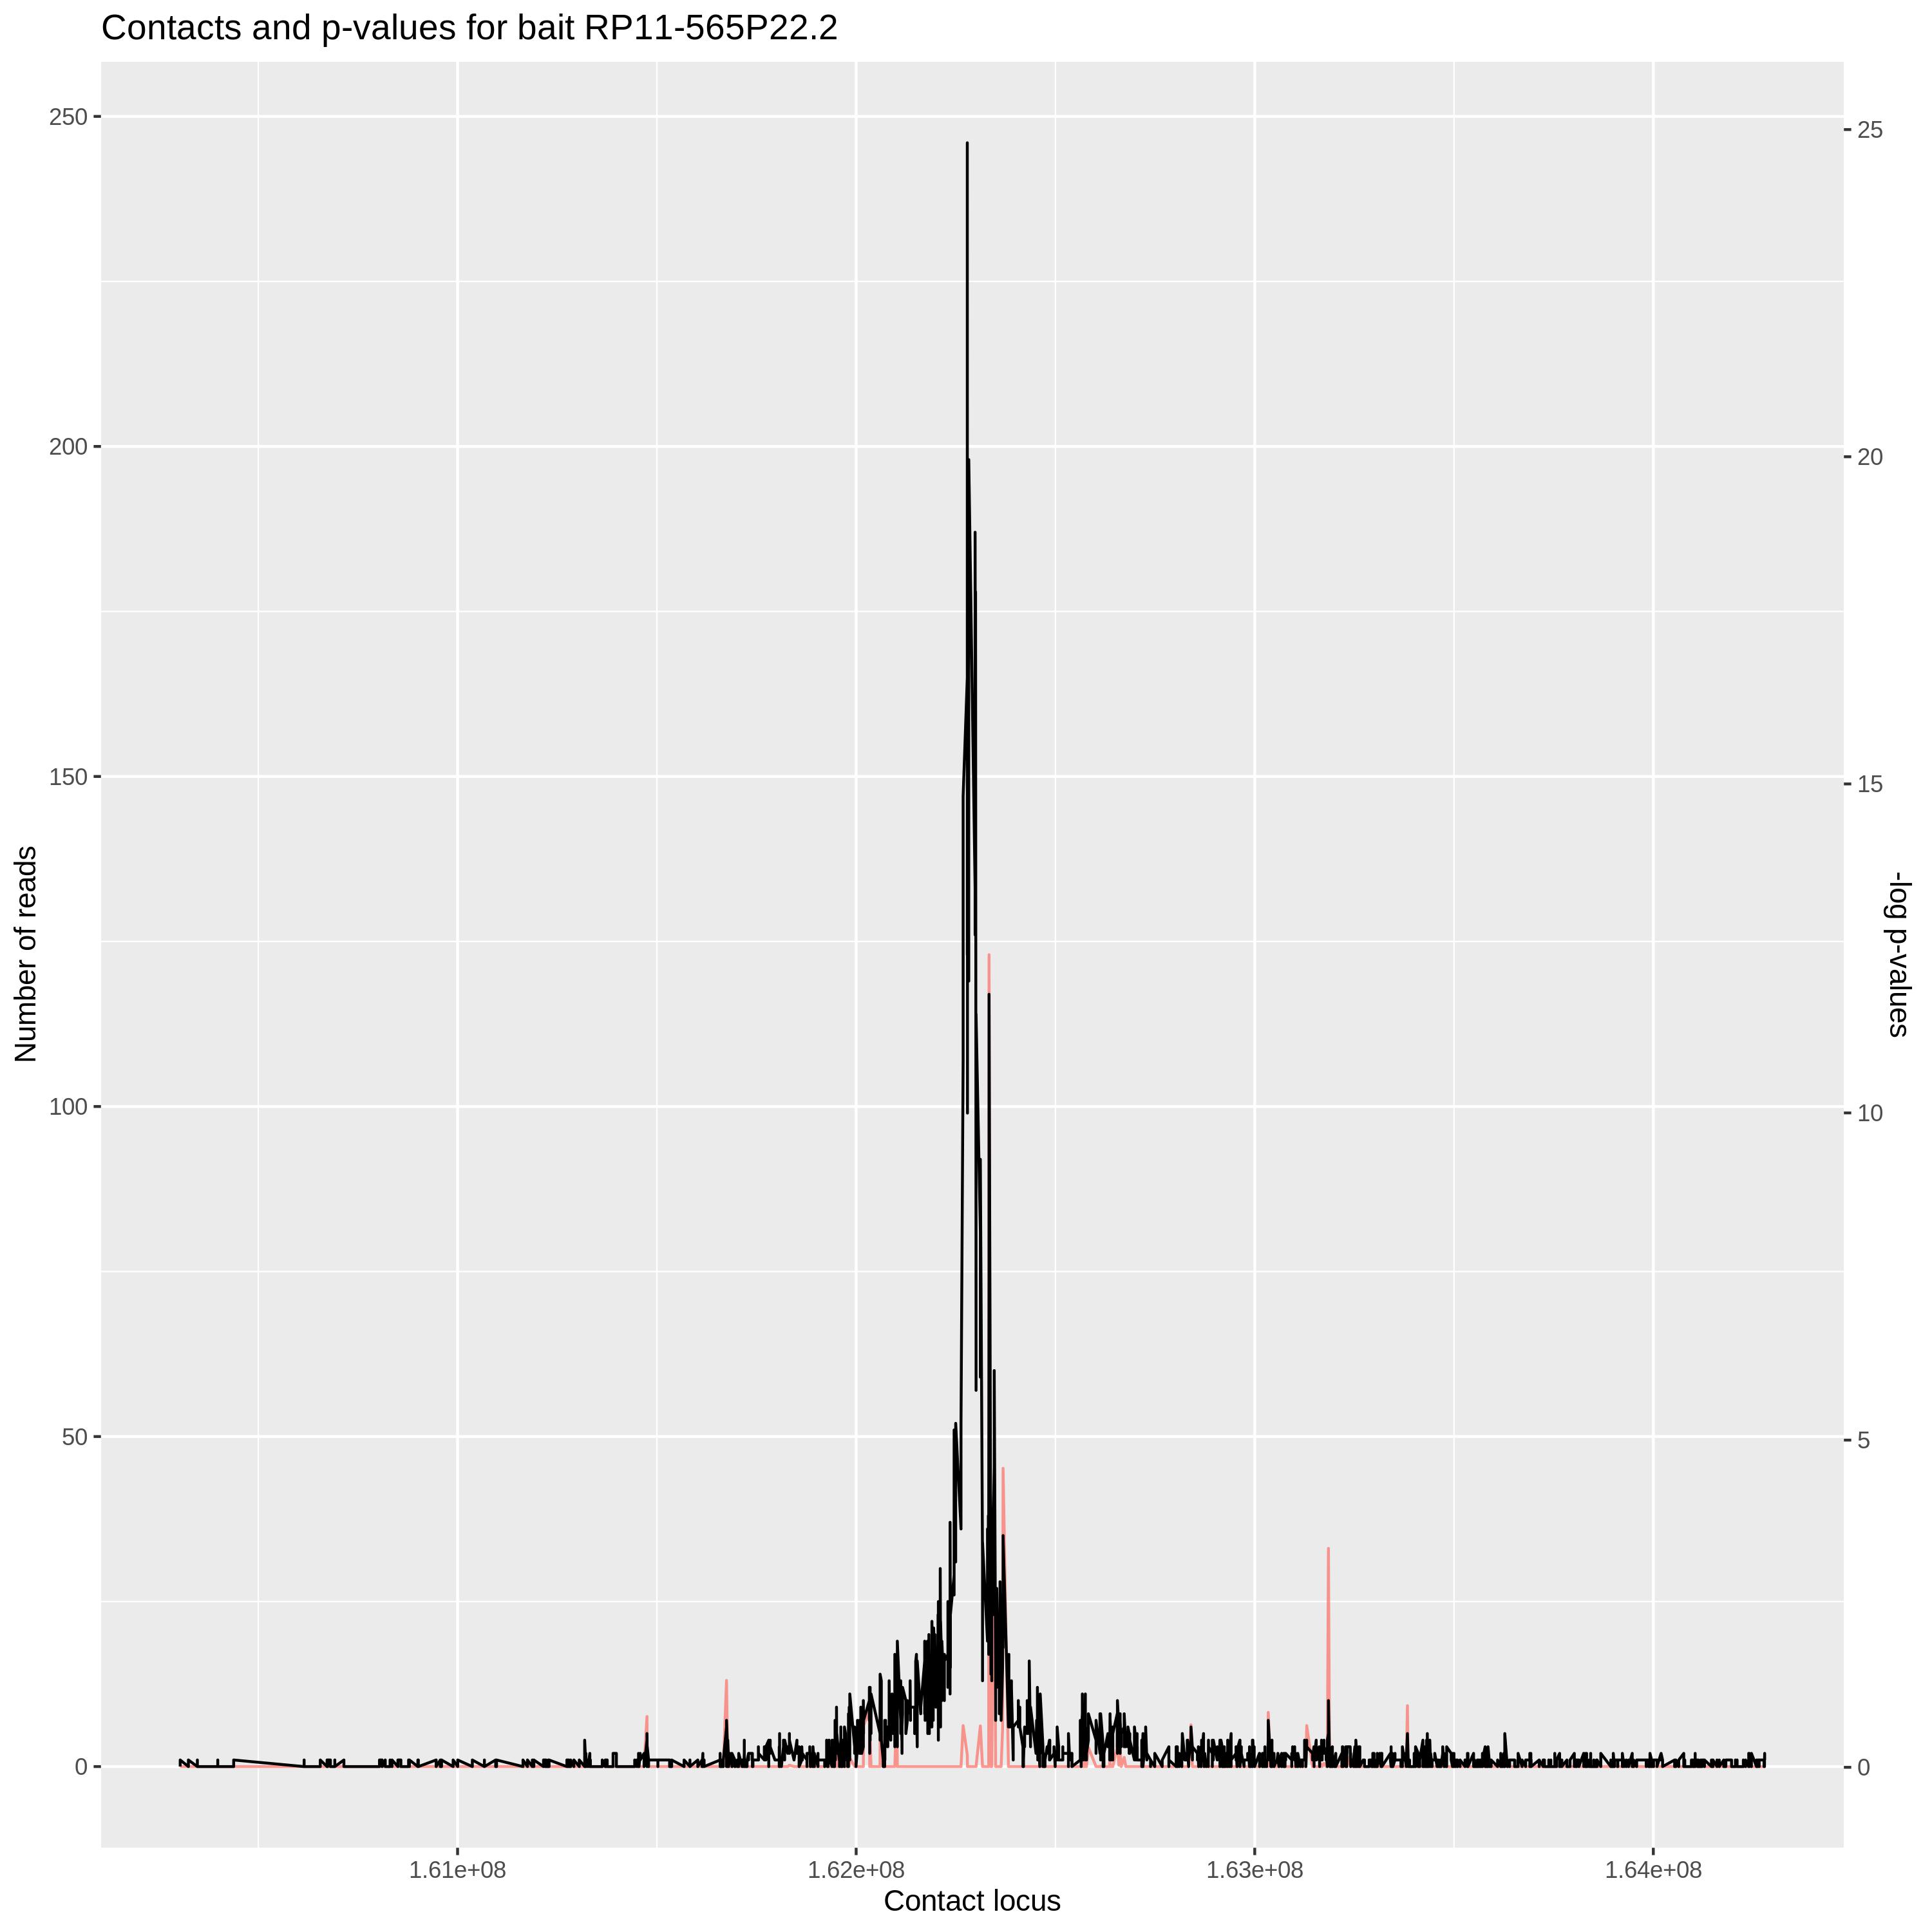 Contacts and p-values for bait RP11-565P22.2
250
200
150
100
50
0
Number of reads
25
20
15
10
5
0
-log p-values
1.61e+08
1.62e+08
1.63e+08
1.64e+08
Contact locus